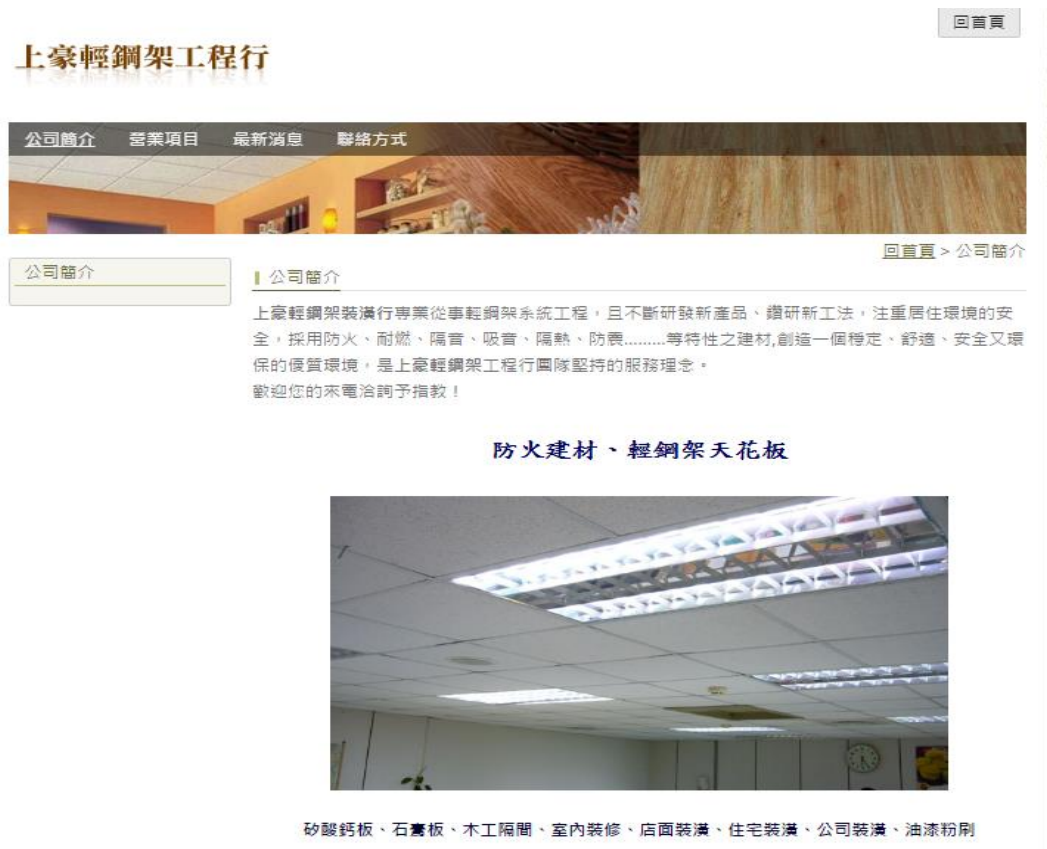 回首頁
上豪輕鋼架工程行
公司簡介 營業項目 最新消息 聯絡方式
回首頁 > 公司簡介
公司簡介
公司簡介
上豪輕鋼架裝潢行專業從事輕鋼架系統工程，且不斷研發新產品、鑽研新工法，注重居住環境的安
全，採用防火、耐燃、隔音、吸音、隔熱、防震.........等特性之建材,創造一個穩定、舒適、安全又環
保的優質環境，是上豪輕鋼架工程行團隊堅持的服務理念。
歡迎您的來電洽詢予指教！
防火建材、輕鋼架天花板
矽酸鈣板、石膏板、木工隔間、室內裝修、店面裝潢、住宅裝潢、公司裝潢、油漆粉刷